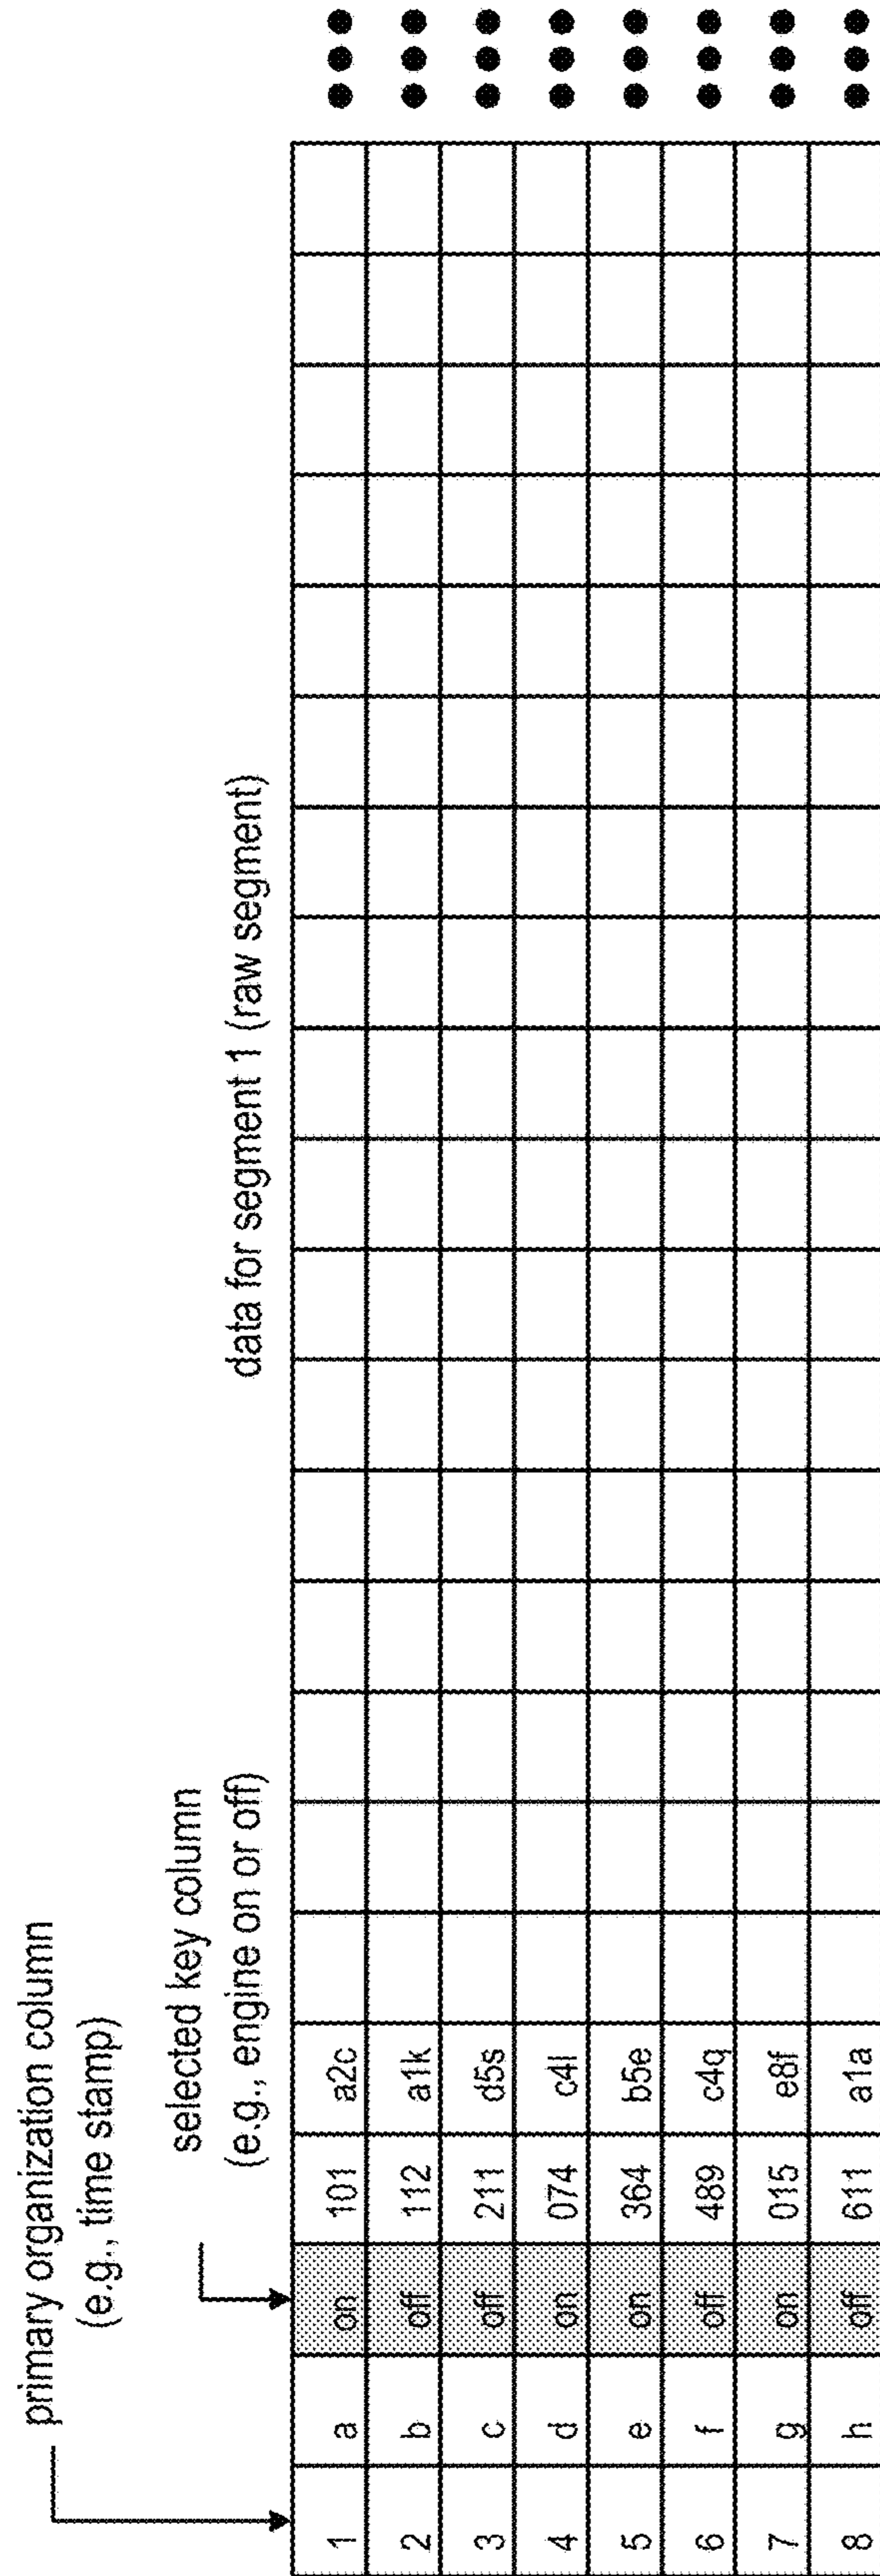 primary organization column
(e.g., time stamp)
selected key column
(e.g., engine on or off)
data for segment 1 (raw segment)
1 a on 101 a2c
2 b off 112 a1k
3 c off 211 d5s
4 d on 074 c4l
5 e on 364 b5e
6 f off 489 c4q
7 g on 015 e8f
8 h off 611 a1a